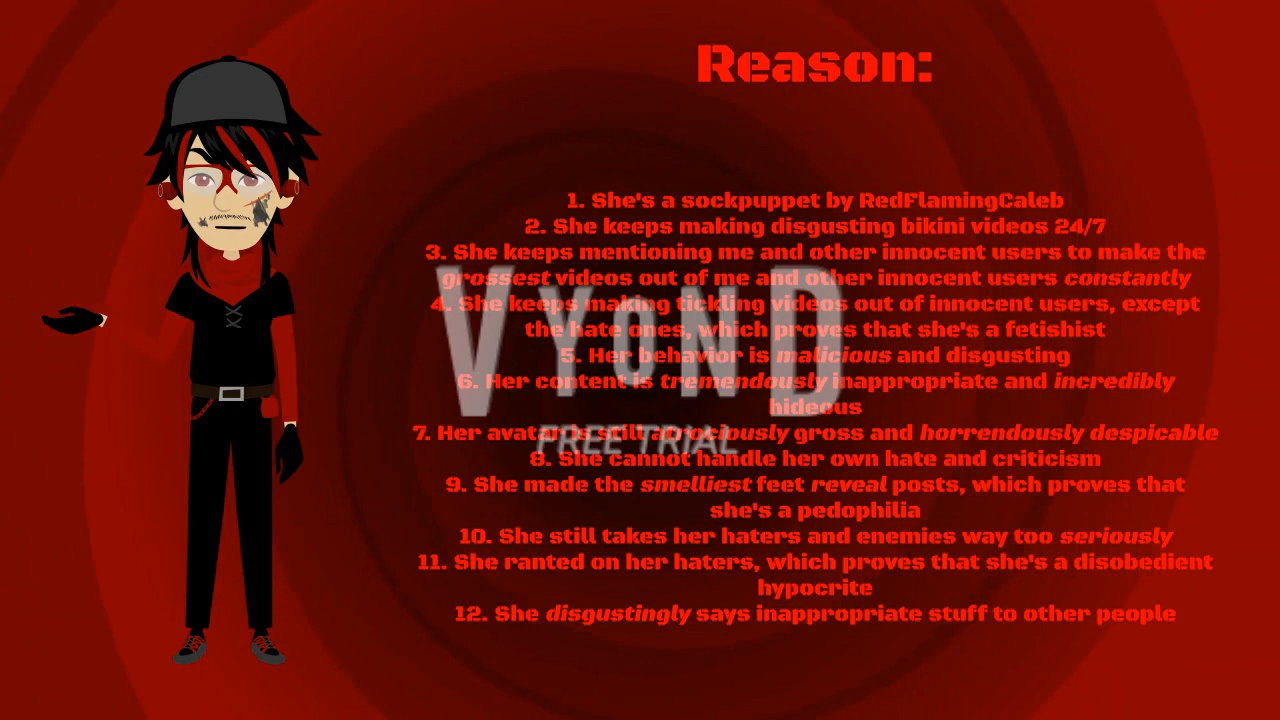 Reason:
1. She's a sockpuppet by RedFlamingCaleb
2. She keeps making disgusting bikini videos 24/7
3. She keeps mentioning me and other innocent users to make the
grossest videos out of me and other innocent users constantly
4. She keeps making tickling videos out of innocent users, except
the hate ones, which proves that she's a fetishist
5. Her behavior is malicious and disgusting
6. Her content is tremendously inappropriate and incredibly
hideous
7. Her avatar is still atrociously gross and horrendously despicable
8. She cannot handle her own hate and criticism
9. She made the smelliest feet reveal posts, which proves that
she's a pedophilia
10. She still takes her haters and enemies way too seriously
11. She ranted on her haters, which proves that she's a disobedient
hypocrite
12. She disgustingly says inappropriate stuff to other people
VYOND
FREE TRIAL